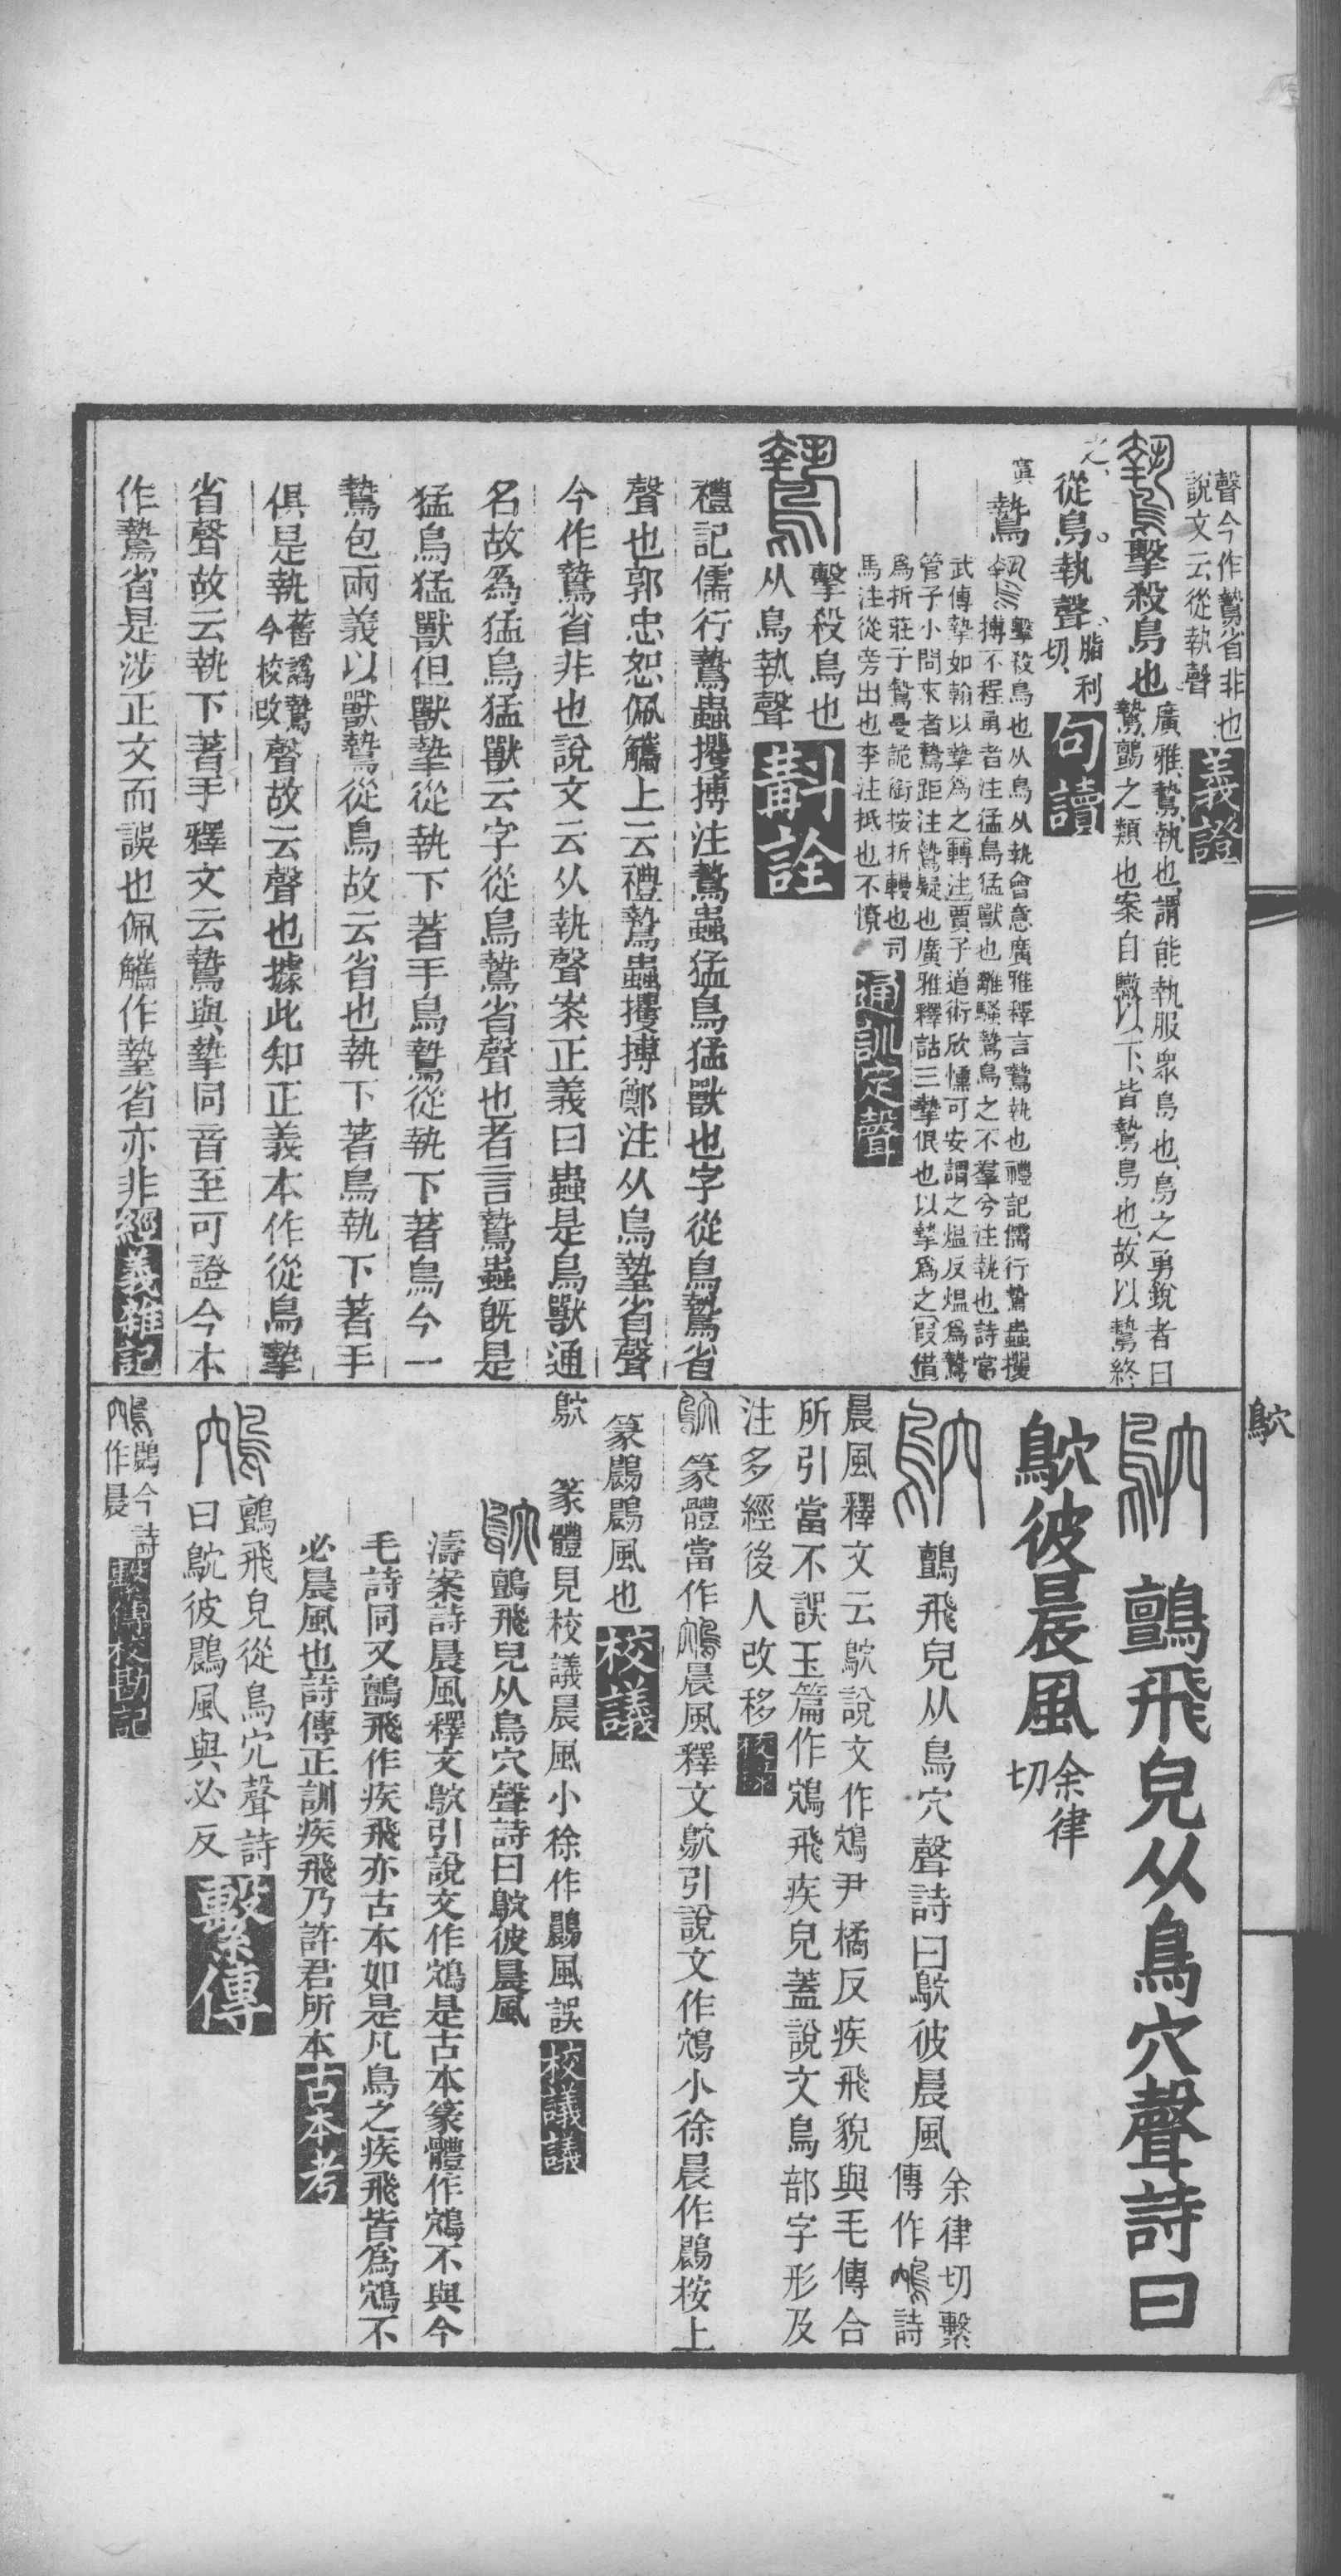 聲今作鷙省非也
說文云從執聲
義證
擊殺鳥也
廣雅鷙執也謂能執服眾鳥也鳥之勇銳者曰
鷙鸇之類也案自以下皆鷙鳥也故以鷙終
之
從鳥執聲
脂利
切
句讀
鷙
擊殺鳥也从鳥从執會意廣雅釋言鷙執也禮記儒行鷙蟲攫
搏不程勇者注猛鳥猛獸也離騷鷙鳥之不羣兮注執也詩常
武傳摯如翰以摯爲之轉注賈子道術欣憔可安謂之熅反熅爲鷙
管子小問來者鷙距注鷙疑也廣雅釋詁三摯很也以摯爲之假借
爲折莊子鷙曼詭銜按折轅也司
馬注從旁出也李注抵也不憭
通訓定聲
擊殺鳥也
从鳥執聲
斠詮
禮記儒行鷙蟲攫搏注鷙蟲猛鳥猛獸也字從鳥鷙省
聲也郭忠恕佩觿上云禮鷙蟲攫搏鄭注从鳥摯省聲
今作鷙省非也說文云从執聲案正義曰蟲是鳥獸通
名故爲猛鳥猛獸云字從鳥鷙省聲也者言鷙蟲旣是
猛鳥猛獸但獸摯從執下著手鳥鷙從執下著鳥今一
鷙包兩義以獸鷙從鳥故云省也執下著鳥執下著手
俱是執
舊譌鷙
今校改
聲故云聲也據此知正義本作從鳥摯
省聲故云執下著手釋文云鷙與摯同音至可證今本
作鷙省是涉正文而誤也佩觿作摯省亦非
經義雜記
鴥
鸇飛皃从鳥穴聲詩曰
鴥彼晨風
余律
切
鸇飛皃从鳥穴聲詩曰鴥彼晨風
余律切繫
傳作詩
晨風釋文云鴥說文作鴪尹橘反疾飛貌與毛傳合
所引當不誤玉篇作鴪飛疾皃蓋說文鳥部字形及
注多經後人改移
校錄
篆體當作晨風釋文鴥引說文作鴪小徐晨作鷐按上
篆鷐鷐風也
校議
鴥
篆體見校議晨風小徐作鷐風誤
校議議
鸇飛皃从鳥穴聲詩曰鴥彼晨風
濤案詩晨風釋文鴥引說文作鴪是古本篆體作鴪不與今
毛詩同又鸇飛作疾飛亦古本如是凡鳥之疾飛皆爲鴪不
必晨風也詩傳正訓疾飛乃許君所本
古本考
鸇飛皃從鳥穴聲詩
曰鴥彼鷐風與必反
繫傳
鷐今詩
作晨
繫傳校勘記